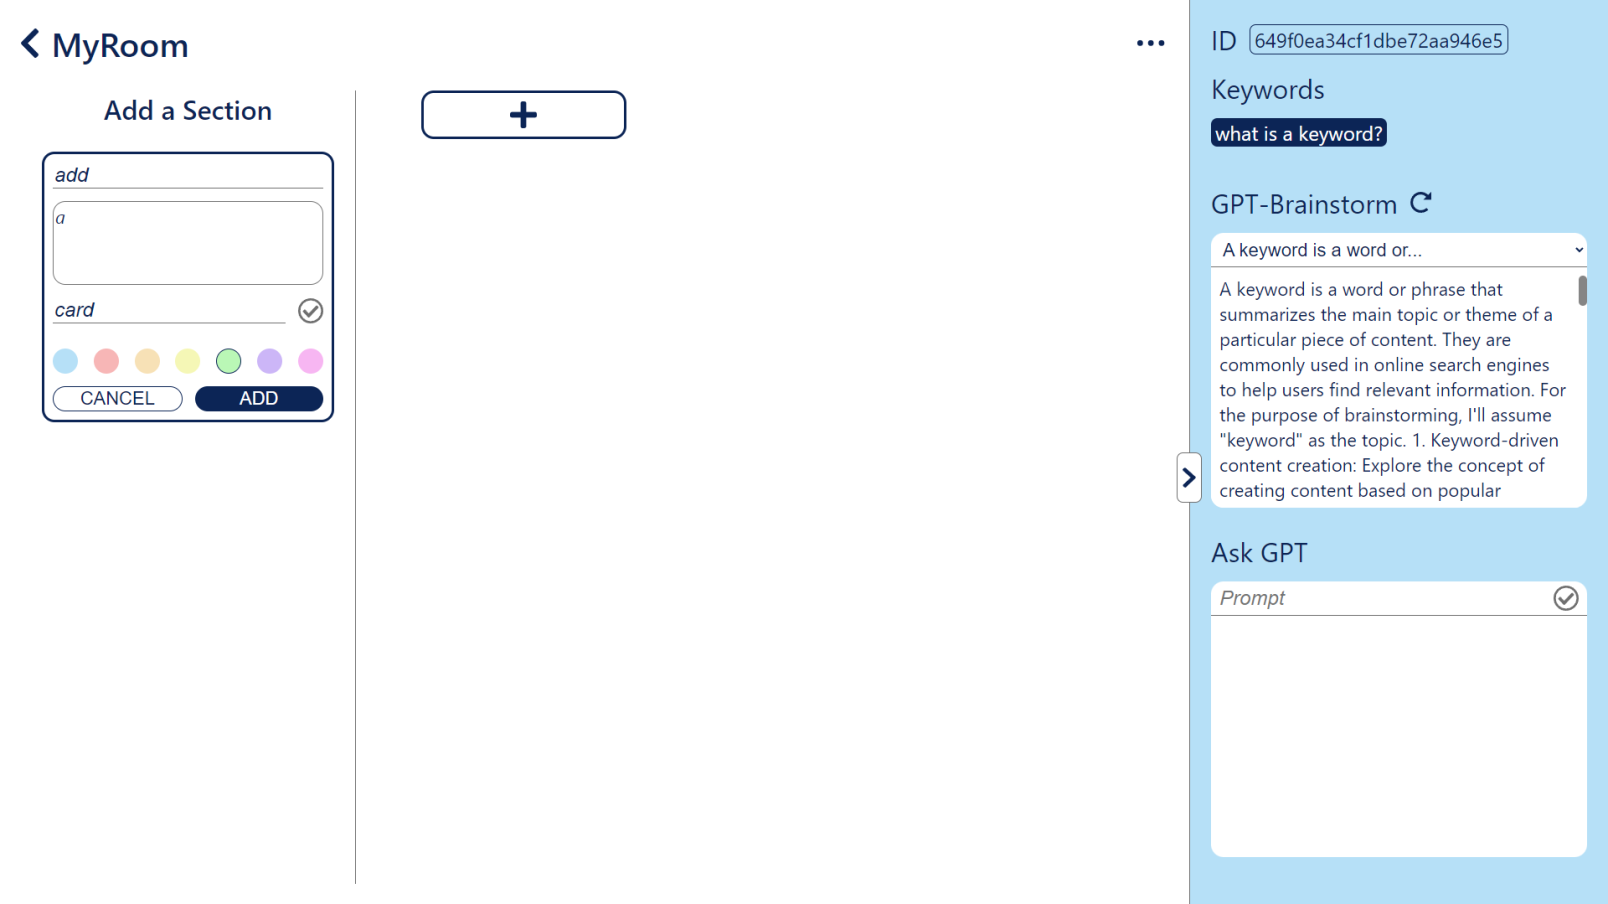 MyRoom
Add a Section
add
a
card
CANCEL
ADD
ID 649f0ea34cf1dbe72aa946e5
Keywords
what is a keyword?
GPT-Brainstorm
A keyword is a word or...
A keyword is a word or phrase that
summarizes the main topic or theme of a
particular piece of content. They are
commonly used in online search engines
to help users find relevant information. For
the purpose of brainstorming, I'll assume
"keyword" as the topic. 1. Keyword-driven
content creation: Explore the concept of
creating content based on popular
Ask GPT
Prompt